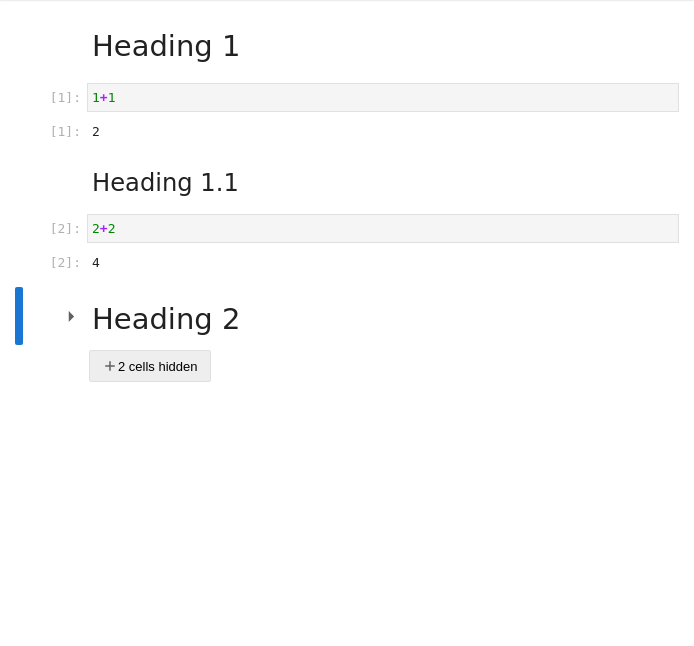 Heading 1
[1]: 1+1
[1]: 2
Heading 1.1
[2]: 2+2
[2]: 4
Heading 2
+ 2 cells hidden